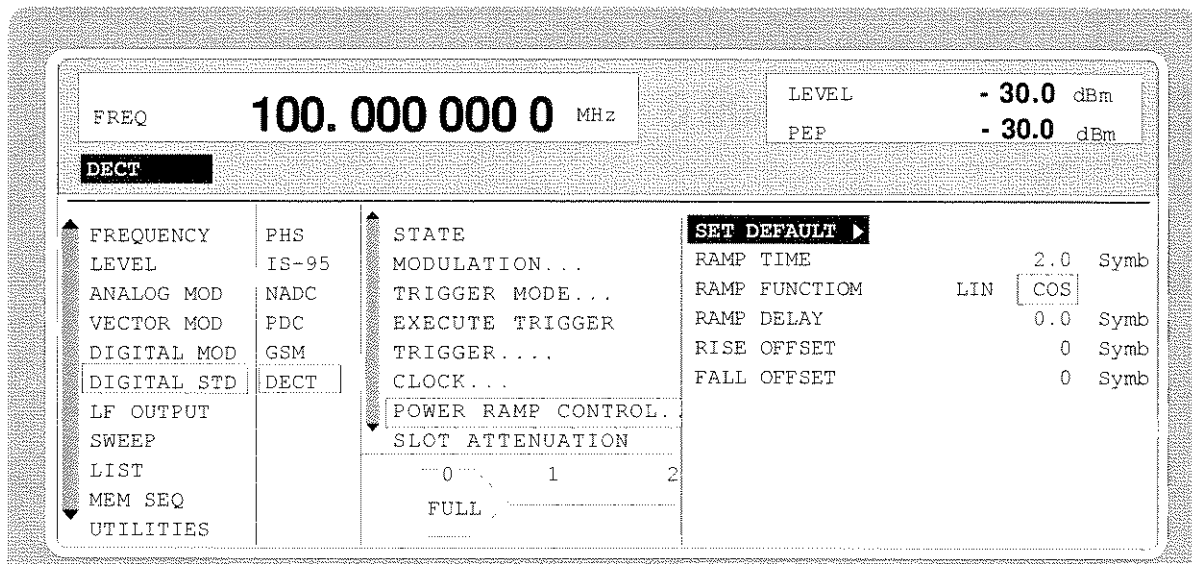 FREQ 100. 000 000 0 MHz
LEVEL - 30.0 dBm
PEP - 30.0 dBm
DECT
FREQUENCY
LEVEL
ANALOG MOD
VECTOR MOD
DIGITAL MOD
DIGITAL STD
LF OUTPUT
SWEEP
LIST
MEM SEQ
UTILITIES
PHS
IS-95
NADC
PDC
GSM
DECT
STATE
MODULATION...
TRIGGER MODE...
EXECUTE TRIGGER
TRIGGER....
CLOCK...
POWER RAMP CONTROL..
SLOT ATTENUATION
0 1 2
FULL
SET DEFAULT ▶
RAMP TIME 2.0 Symb
RAMP FUNCTIOM LIN COS
RAMP DELAY 0.0 Symb
RISE OFFSET 0 Symb
FALL OFFSET 0 Symb